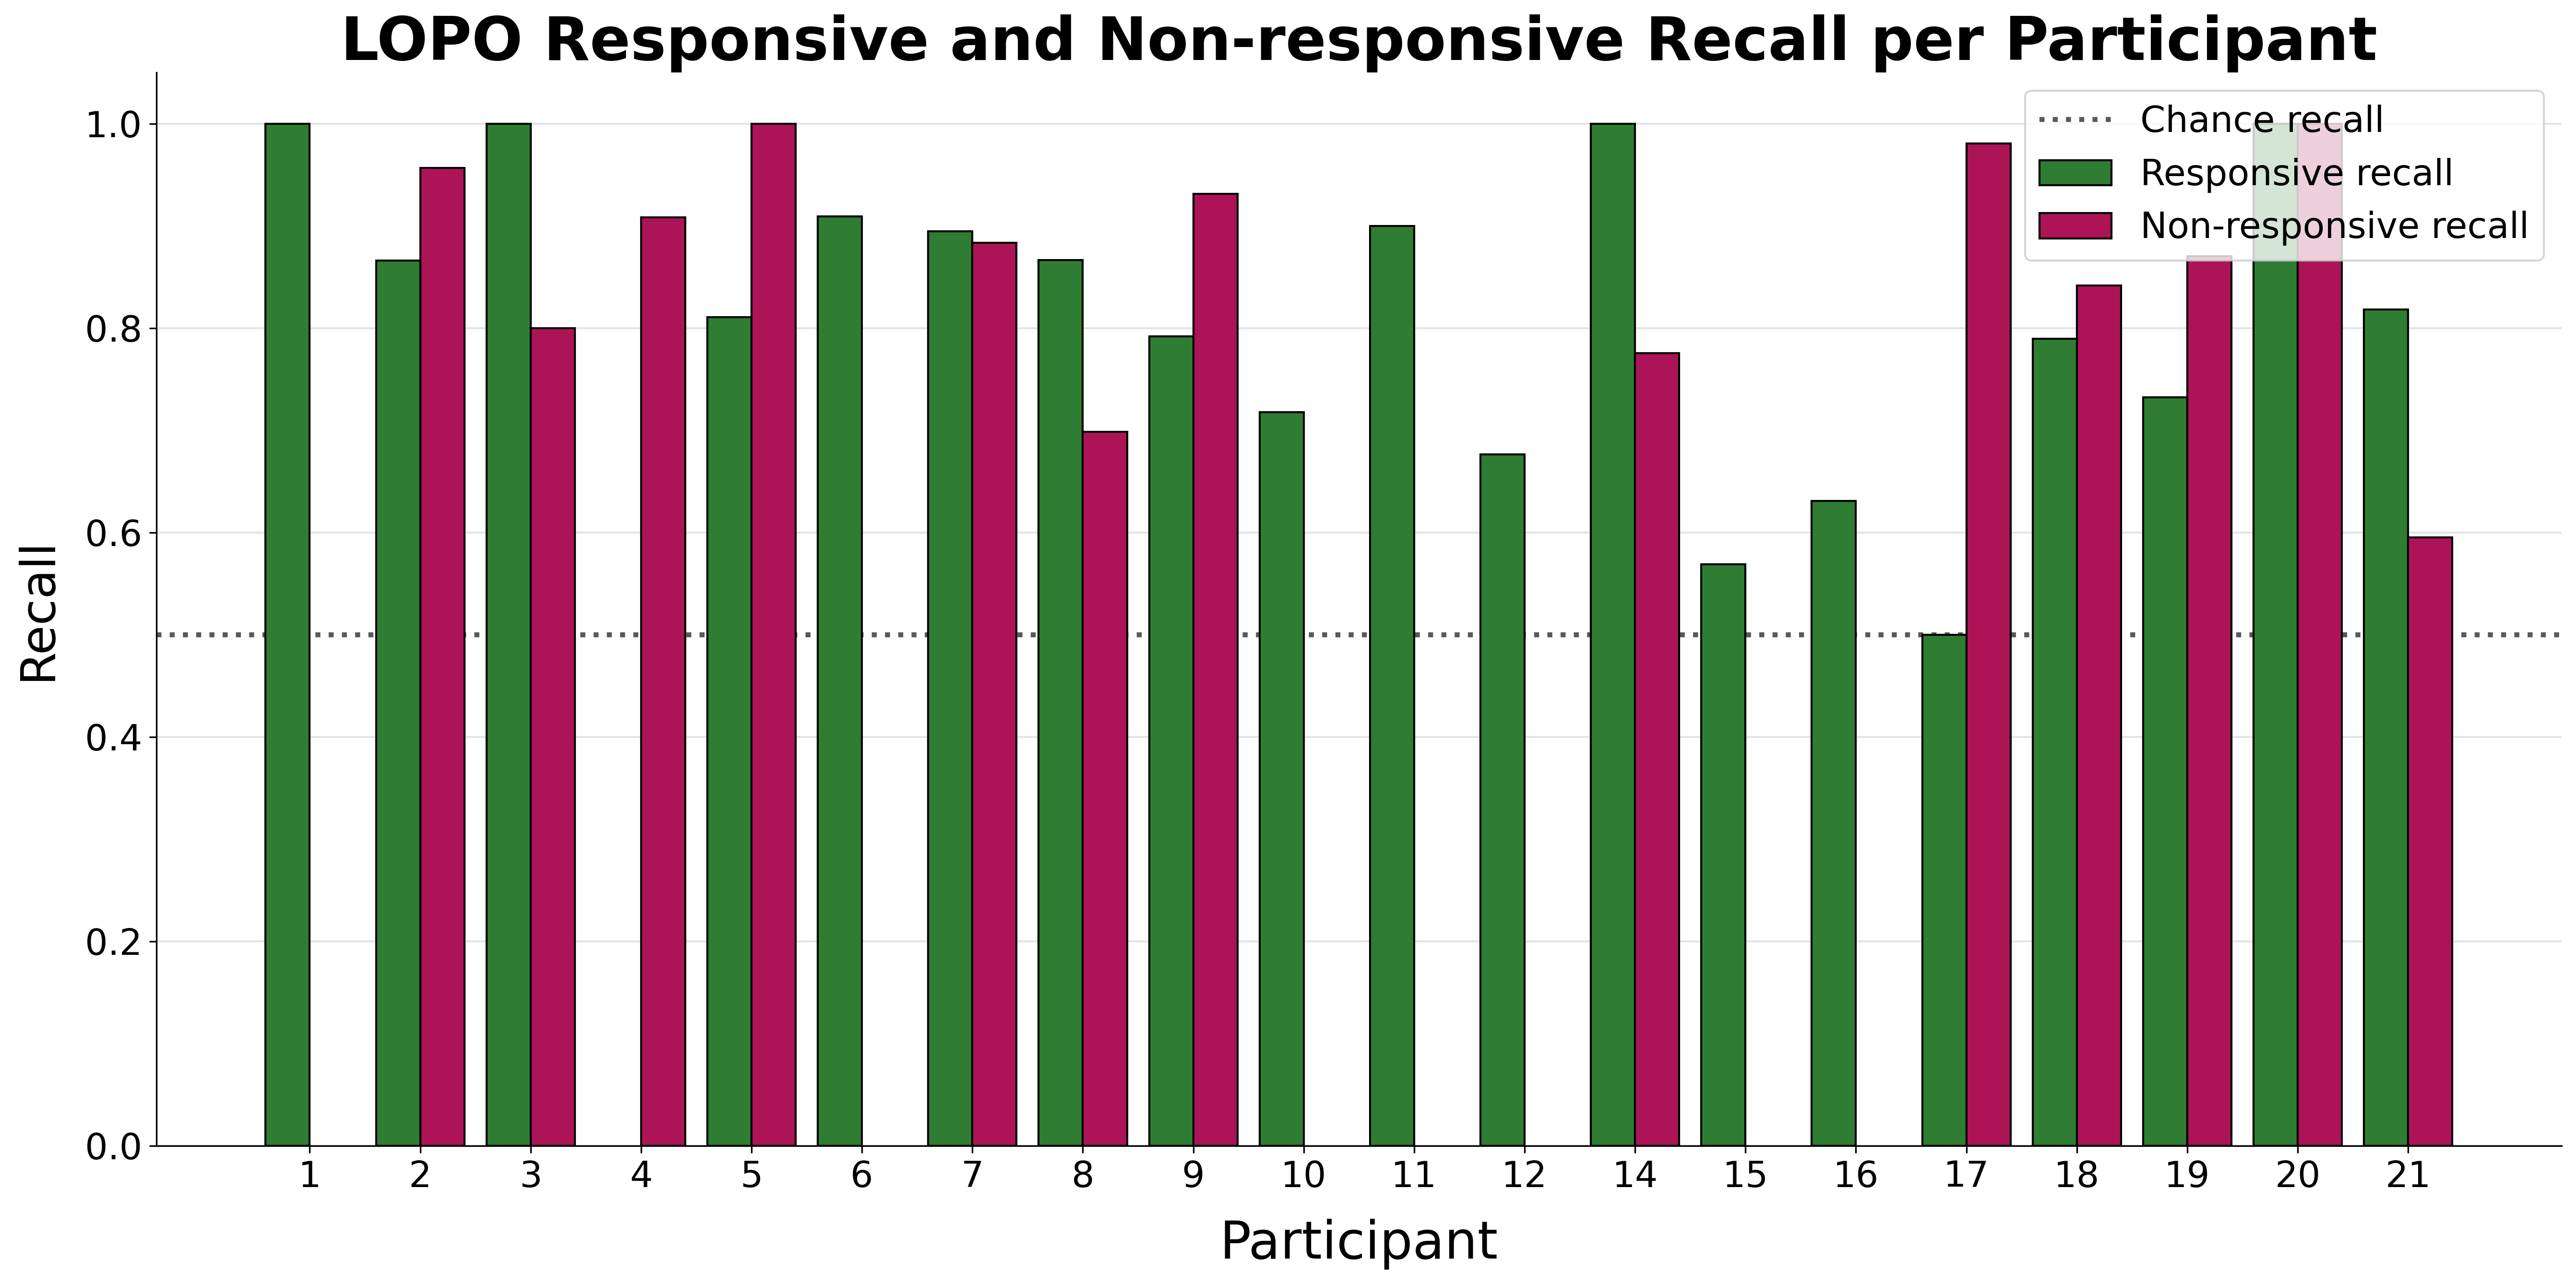 LOPO Responsive and Non-responsive Recall per Participant
Chance recall
Responsive recall
Non-responsive recall
1.0
0.8
0.6
0.4
0.2
0.0
Recall
1 2 3 4 5 6 7 8 9 10 11 12 14 15 16 17 18 19 20 21
Participant